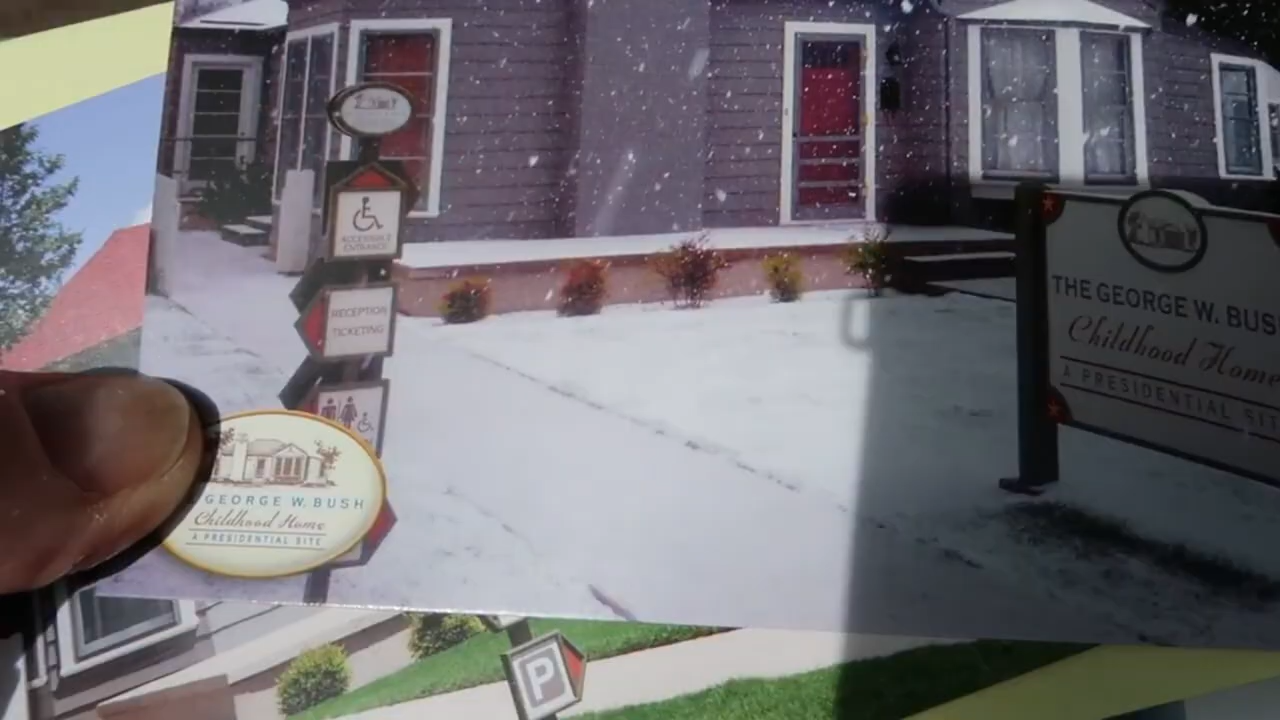 ACCESSIBLE
ENTRANCE
RECEPTION
TICKETING
THE GEORGE W. BUS
Childhood Home
A PRESIDENTIAL SIT
GEORGE W. BUSH
Childhood Home
A PRESIDENTIAL SITE
P